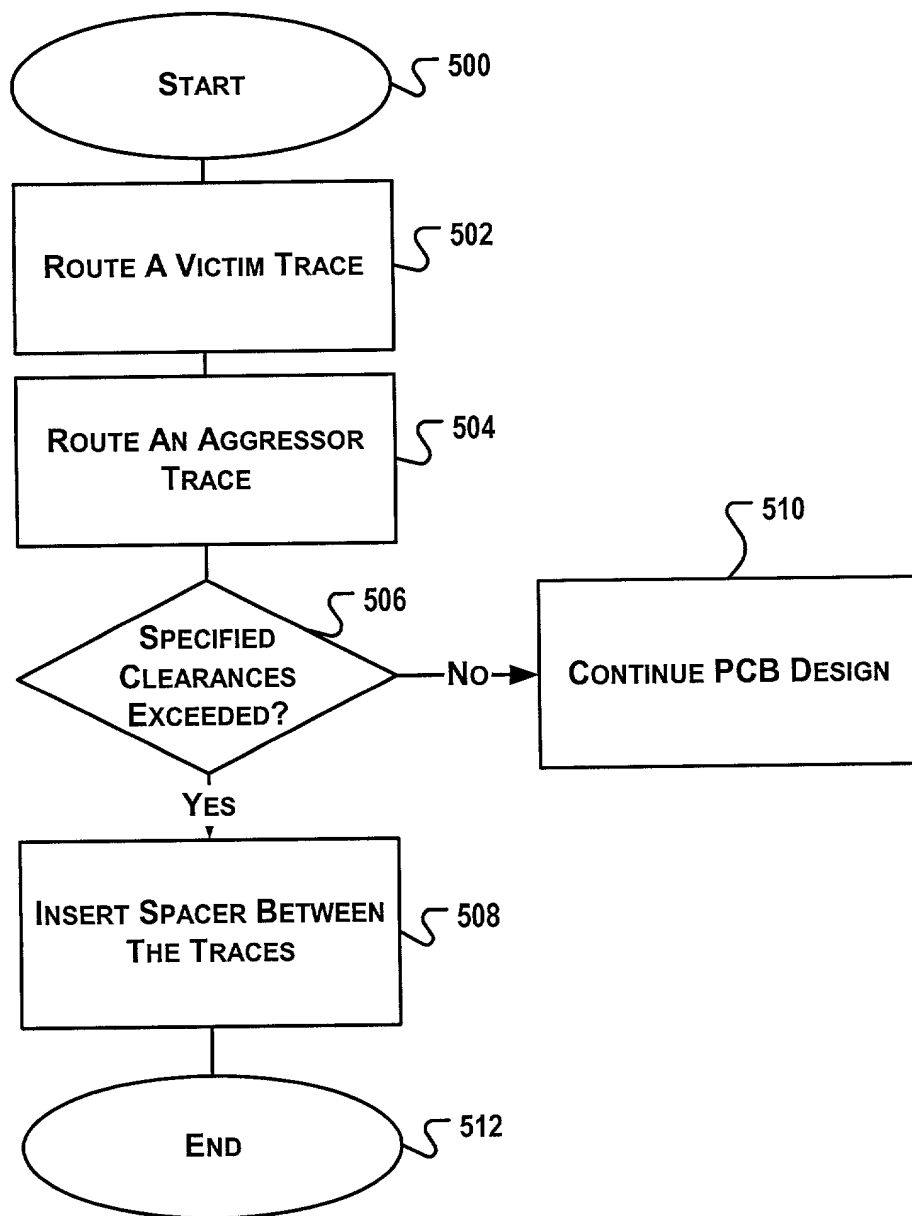 START
500
ROUTE A VICTIM TRACE
502
ROUTE AN AGGRESSOR
TRACE
504
SPECIFIED
CLEARANCES
EXCEEDED?
506
NO
CONTINUE PCB DESIGN
510
YES
INSERT SPACER BETWEEN
THE TRACES
508
END
512